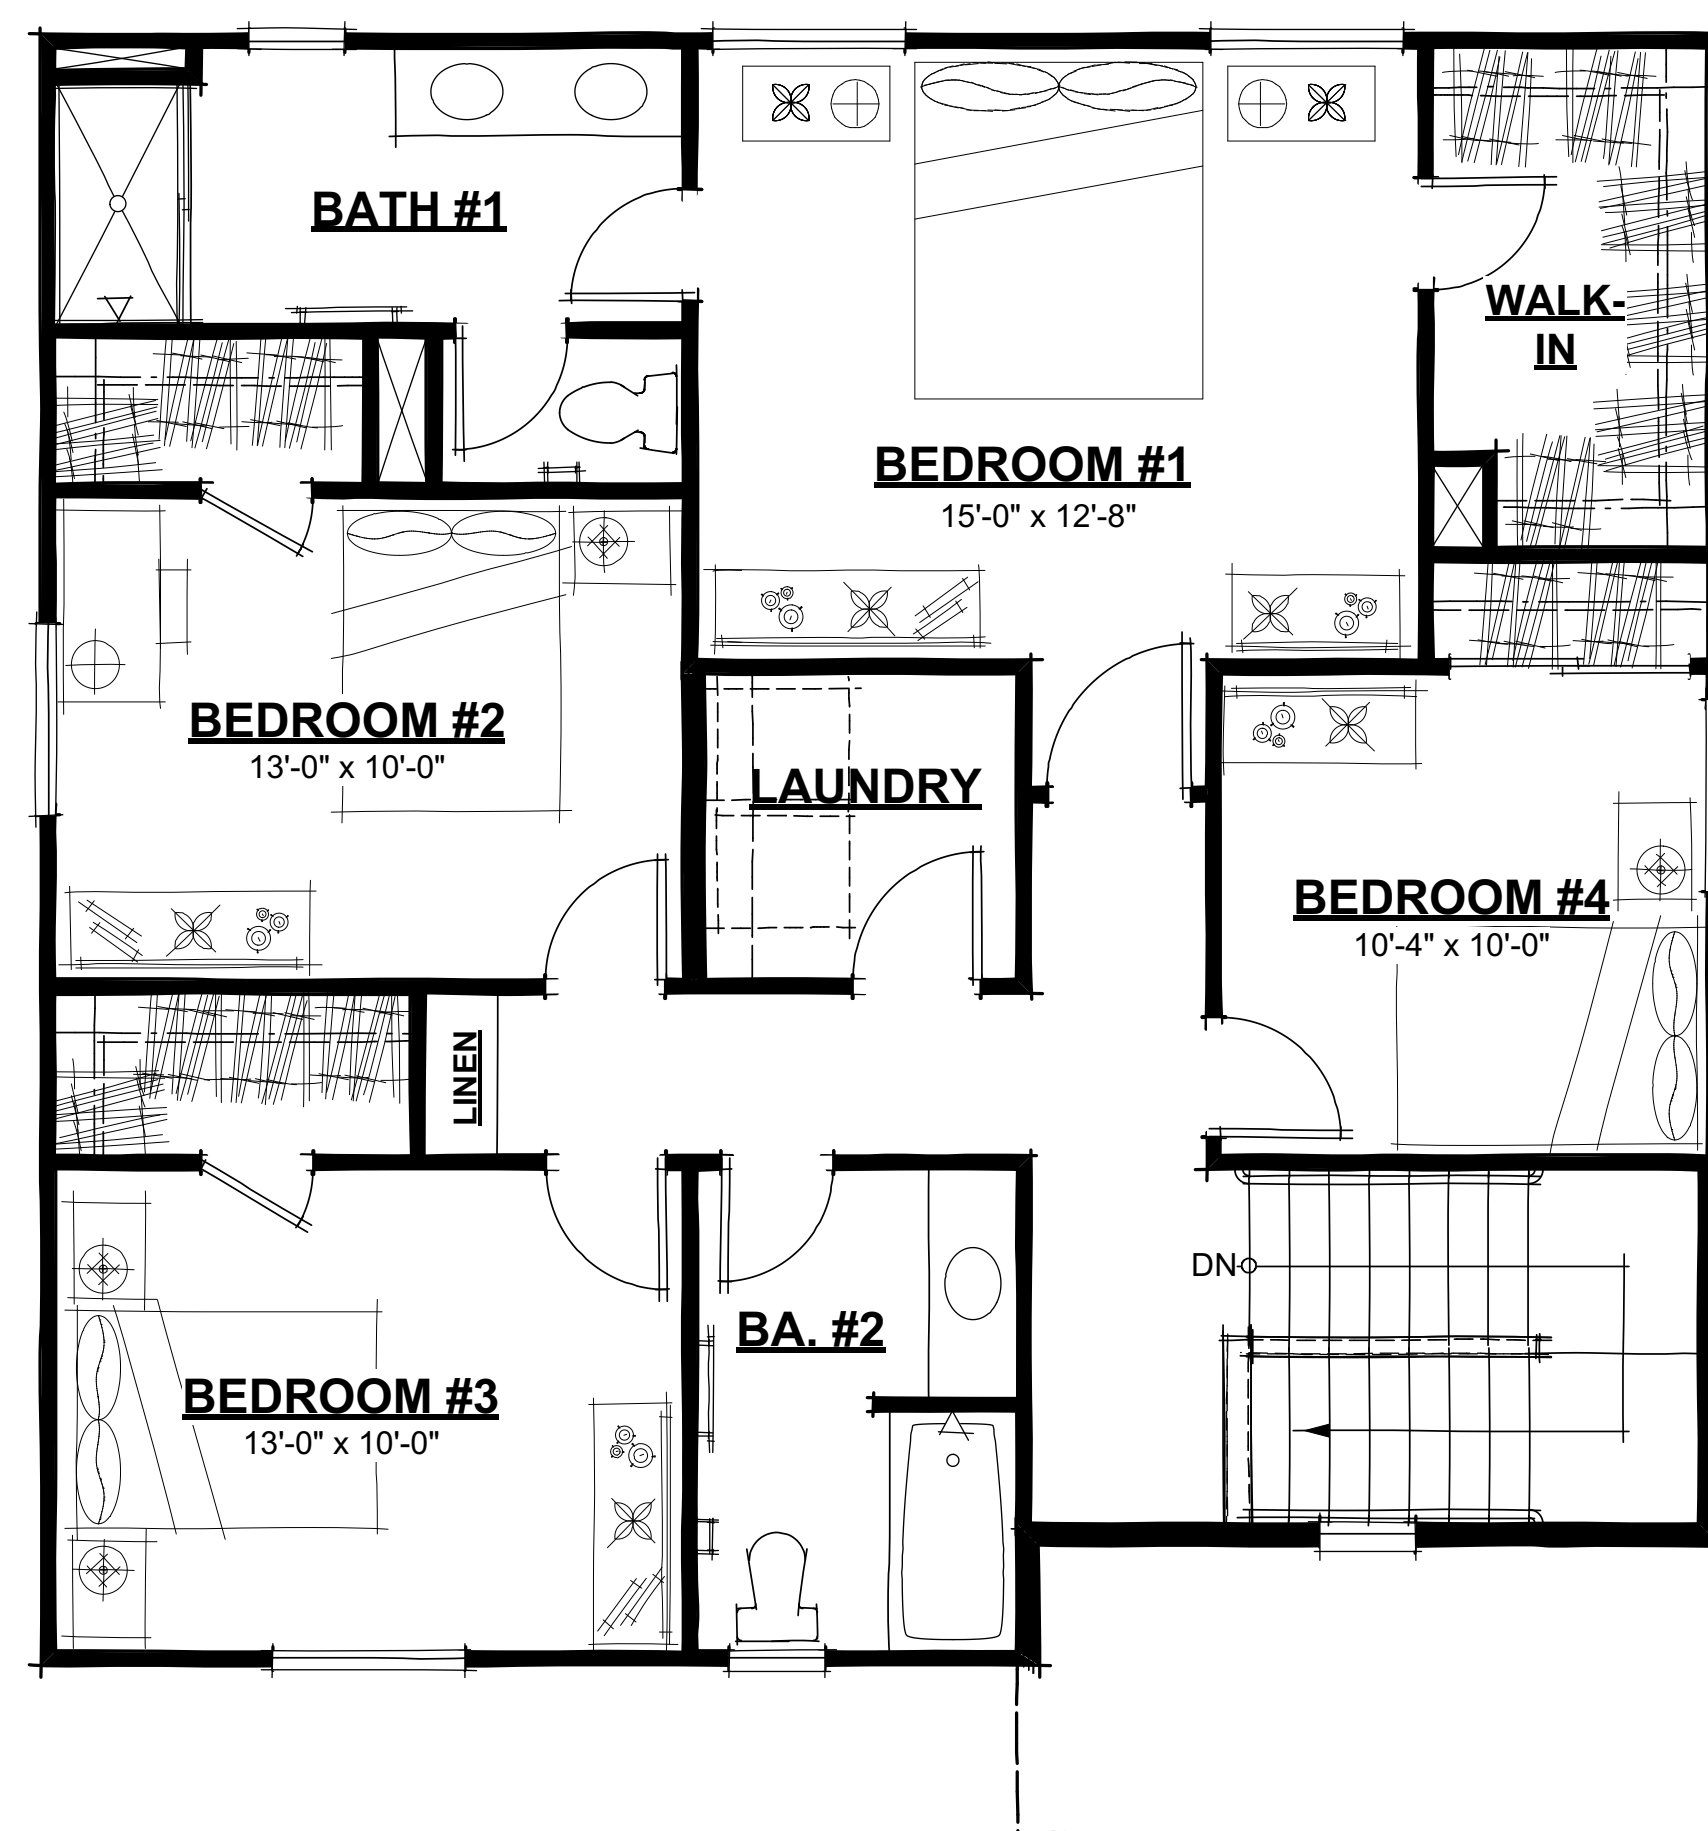 BATH #1
WALK-
IN
BEDROOM #1
15'-0" x 12'-8"
BEDROOM #2
13'-0" x 10'-0"
LAUNDRY
BEDROOM #4
10'-4" x 10'-0"
LINEN
DN
BA. #2
BEDROOM #3
13'-0" x 10'-0"